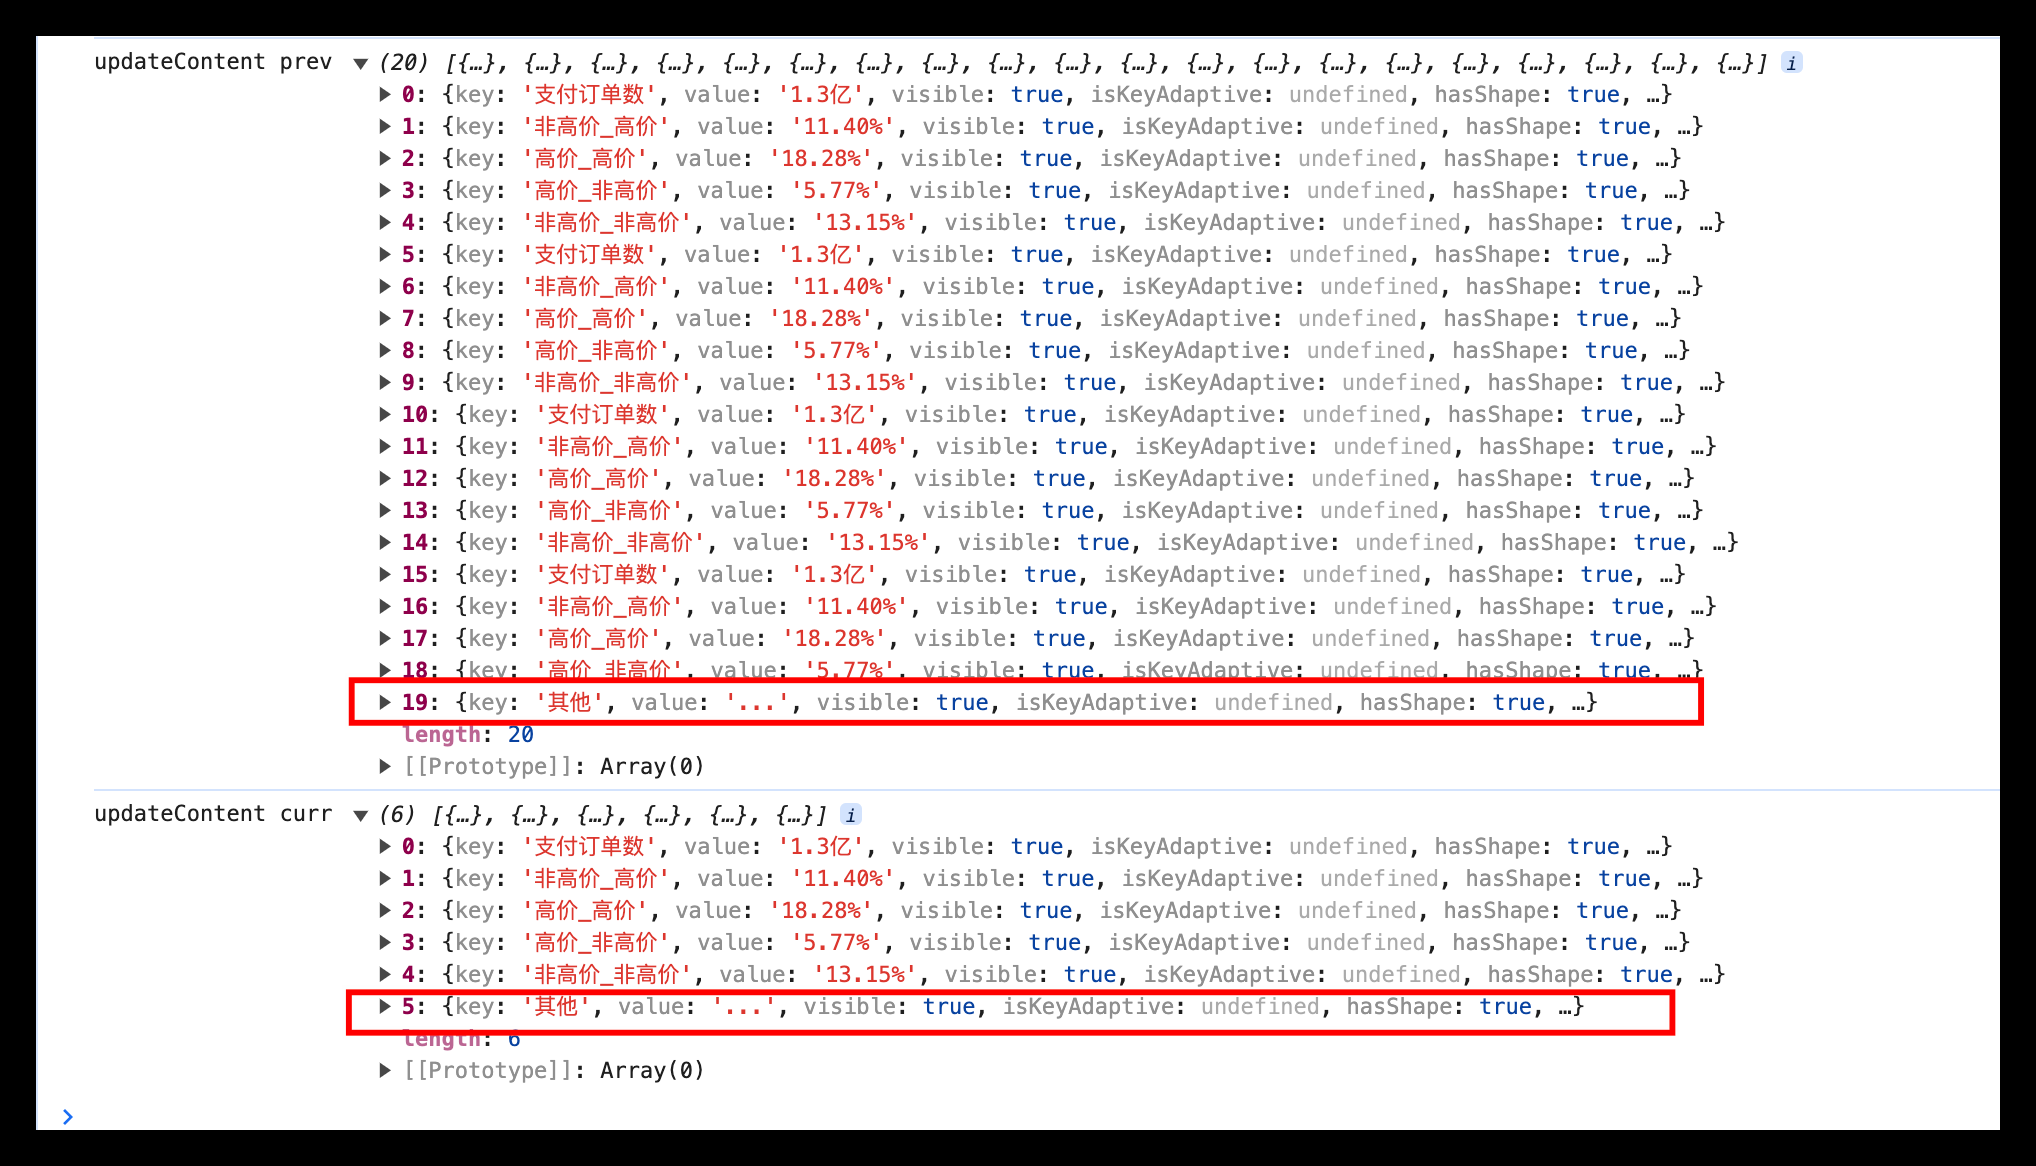 updateContent prev ▼ (20) [{…}, {…}, {…}, {…}, {…}, {…}, {…}, {…}, {…}, {…}, {…}, {…}, {…}, {…}, {…}, {…}, {…}, {…}, {…}, {…}] i
▶ 0: {key: '支付订单数', value: '1.3亿', visible: true, isKeyAdaptive: undefined, hasShape: true, …}
▶ 1: {key: '非高价_高价', value: '11.40%', visible: true, isKeyAdaptive: undefined, hasShape: true, …}
▶ 2: {key: '高价_高价', value: '18.28%', visible: true, isKeyAdaptive: undefined, hasShape: true, …}
▶ 3: {key: '高价_非高价', value: '5.77%', visible: true, isKeyAdaptive: undefined, hasShape: true, …}
▶ 4: {key: '非高价_非高价', value: '13.15%', visible: true, isKeyAdaptive: undefined, hasShape: true, …}
▶ 5: {key: '支付订单数', value: '1.3亿', visible: true, isKeyAdaptive: undefined, hasShape: true, …}
▶ 6: {key: '非高价_高价', value: '11.40%', visible: true, isKeyAdaptive: undefined, hasShape: true, …}
▶ 7: {key: '高价_高价', value: '18.28%', visible: true, isKeyAdaptive: undefined, hasShape: true, …}
▶ 8: {key: '高价_非高价', value: '5.77%', visible: true, isKeyAdaptive: undefined, hasShape: true, …}
▶ 9: {key: '非高价_非高价', value: '13.15%', visible: true, isKeyAdaptive: undefined, hasShape: true, …}
▶ 10: {key: '支付订单数', value: '1.3亿', visible: true, isKeyAdaptive: undefined, hasShape: true, …}
▶ 11: {key: '非高价_高价', value: '11.40%', visible: true, isKeyAdaptive: undefined, hasShape: true, …}
▶ 12: {key: '高价_高价', value: '18.28%', visible: true, isKeyAdaptive: undefined, hasShape: true, …}
▶ 13: {key: '高价_非高价', value: '5.77%', visible: true, isKeyAdaptive: undefined, hasShape: true, …}
▶ 14: {key: '非高价_非高价', value: '13.15%', visible: true, isKeyAdaptive: undefined, hasShape: true, …}
▶ 15: {key: '支付订单数', value: '1.3亿', visible: true, isKeyAdaptive: undefined, hasShape: true, …}
▶ 16: {key: '非高价_高价', value: '11.40%', visible: true, isKeyAdaptive: undefined, hasShape: true, …}
▶ 17: {key: '高价_高价', value: '18.28%', visible: true, isKeyAdaptive: undefined, hasShape: true, …}
▶ 18: {key: '高价_非高价', value: '5.77%', visible: true, isKeyAdaptive: undefined, hasShape: true, …}
▶ 19: {key: '其他', value: '...', visible: true, isKeyAdaptive: undefined, hasShape: true, …}
length: 20
▶ [[Prototype]]: Array(0)
updateContent curr ▼ (6) [{…}, {…}, {…}, {…}, {…}, {…}] i
▶ 0: {key: '支付订单数', value: '1.3亿', visible: true, isKeyAdaptive: undefined, hasShape: true, …}
▶ 1: {key: '非高价_高价', value: '11.40%', visible: true, isKeyAdaptive: undefined, hasShape: true, …}
▶ 2: {key: '高价_高价', value: '18.28%', visible: true, isKeyAdaptive: undefined, hasShape: true, …}
▶ 3: {key: '高价_非高价', value: '5.77%', visible: true, isKeyAdaptive: undefined, hasShape: true, …}
▶ 4: {key: '非高价_非高价', value: '13.15%', visible: true, isKeyAdaptive: undefined, hasShape: true, …}
▶ 5: {key: '其他', value: '...', visible: true, isKeyAdaptive: undefined, hasShape: true, …}
length: 6
▶ [[Prototype]]: Array(0)